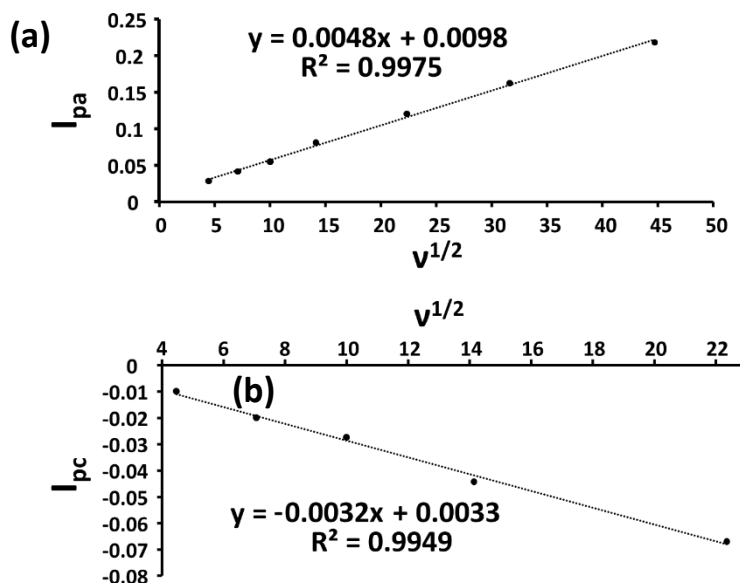 (a)
y = 0.0048x + 0.0098
R² = 0.9975
Ipa
0.25
0.2
0.15
0.1
0.05
0
0 5 10 15 20 25 30 35 40 45 50
ν1/2
ν1/2
4 6 8 10 12 14 16 18 20 22
(b)
Ipc
0
-0.01
-0.02
-0.03
-0.04
-0.05
-0.06
-0.07
-0.08
y = -0.0032x + 0.0033
R² = 0.9949